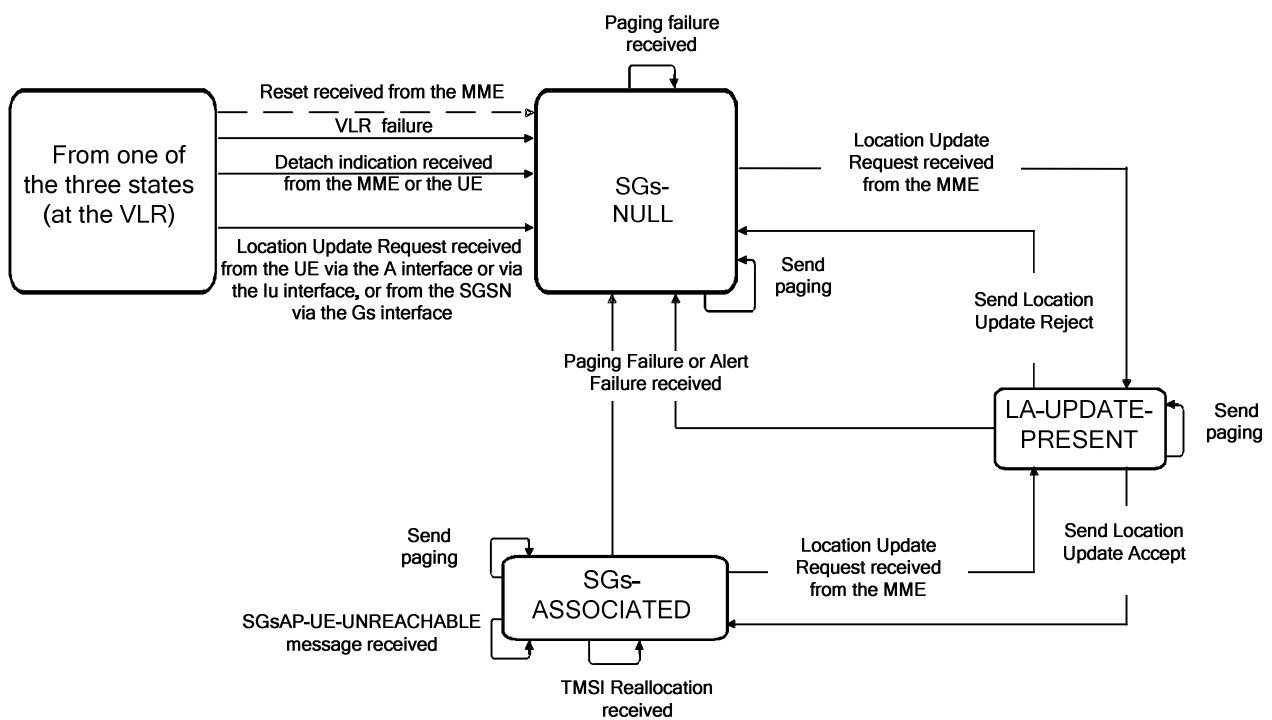 Paging failure
received
Reset received from the MME
VLR failure
Detach indication received
from the MME or the UE
Location Update Request received
from the UE via the A interface or via
the Iu interface, or from the SGSN
via the Gs interface
From one of
the three states
(at the VLR)
SGs-
NULL
Location Update
Request received
from the MME
Send
paging
Send Location
Update Reject
Paging Failure or Alert
Failure received
LA-UPDATE-
PRESENT
Send
paging
Send Location
Update Accept
Send
paging
Location Update
Request received
from the MME
SGs-
ASSOCIATED
SGsAP-UE-UNREACHABLE
message received
TMSI Reallocation
received